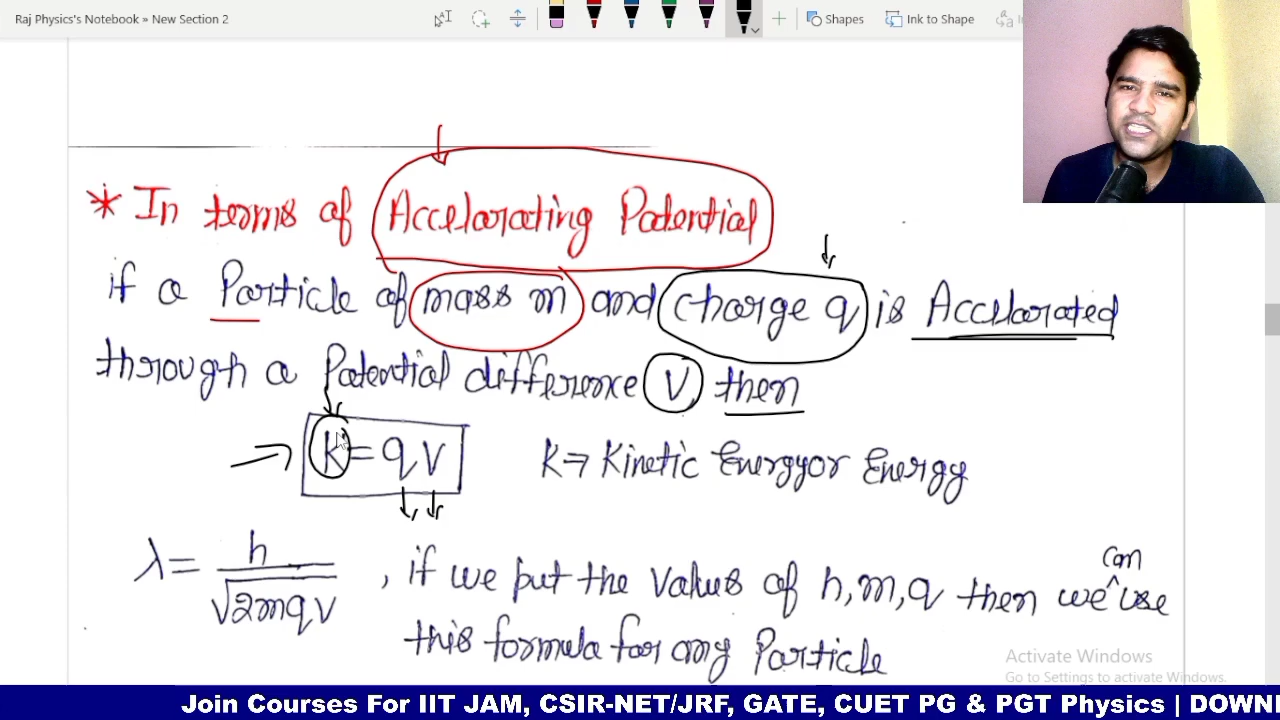 Raj Physics's Notebook » New Section 2
Shapes
Ink to Shape
* In terms of Accelarating Potential
if a Particle of mass m and charge q is Accelarated
through a Potential difference V, then
K = qV K → Kinetic Energy or Energy
λ = h / √2mqV , if we put the Values of h, m, q then we can use
this formula for any Particle
Activate Windows
Go to Settings to activate Windows.
Join Courses For IIT JAM, CSIR-NET/JRF, GATE, CUET PG & PGT Physics | DOWN